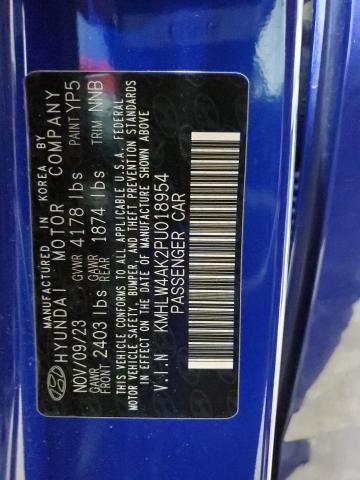 MANUFACTURED IN KOREA BY
HYUNDAI MOTOR COMPANY
NOV/09/23 GVWR 4178 lbs PAINT YP5
GAWR FRONT 2403 lbs GAWR REAR 1874 lbs TRIM NNB
THIS VEHICLE CONFORMS TO ALL APPLICABLE U.S.A. FEDERAL
MOTOR VEHICLE SAFETY, BUMPER, AND THEFT PREVENTION STANDARDS
IN EFFECT ON THE DATE OF MANUFACTURE SHOWN ABOVE
V.I.N KMHLW4AK2PU018954
PASSENGER CAR